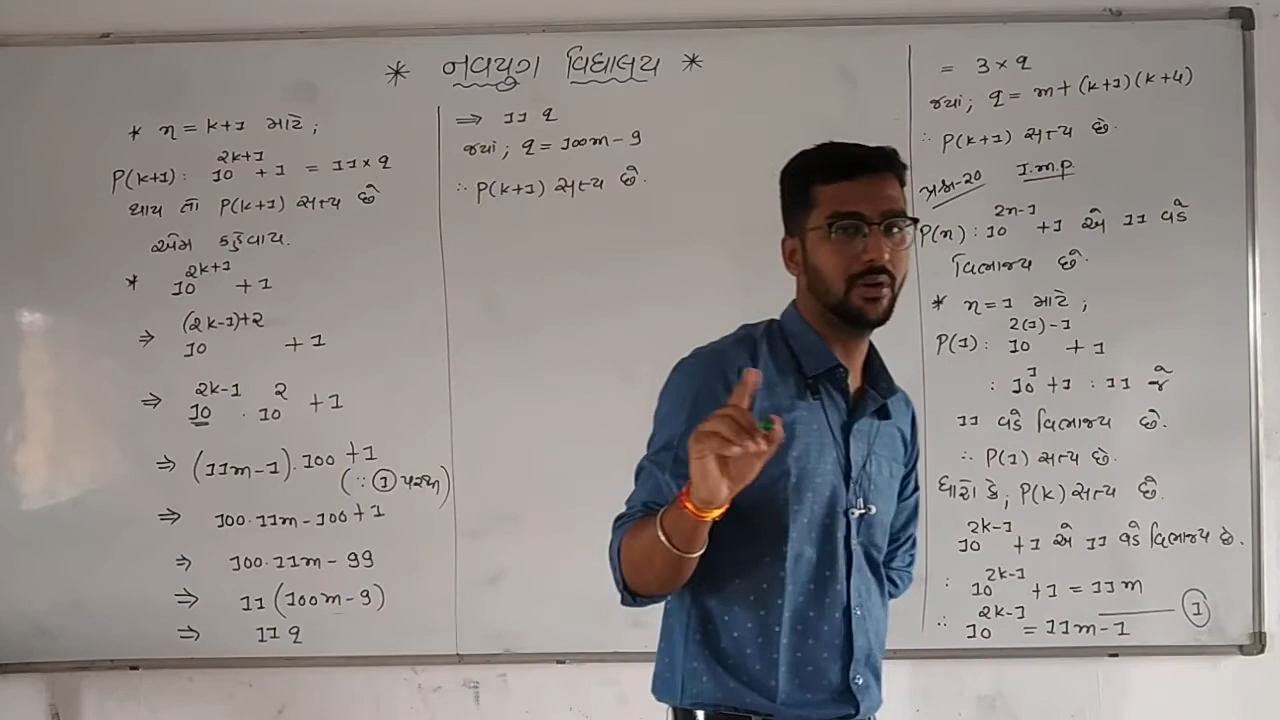 * નવયુગ વિદ્યાલય *
* n = k+1 માટે ;
P(k+1) : 10^{2k+1} + 1 = 11 × q
થાય તો P(k+1) સત્ય છે
એમ કહેવાય.
* 10^{2k+1} + 1
⇒ 10^{(2k-1)+2} + 1
⇒ 10^{2k-1} . 10^{2} + 1
⇒ (11m-1).100 + 1
(∵ ① પરથી)
⇒ 100.11m - 100 + 1
⇒ 100.11m - 99
⇒ 11(100m - 9)
⇒ 11 q
⇒ 11 q
જ્યાં ; q = 100m - 9
∴ P(k+1) સત્ય છે.
= 3 × q
જ્યાં ; q = m + (k+1)(k+4)
∴ P(k+1) સત્ય છે.
પ્રશ્ન-20 I.M.P
P(n) : 10^{2n-1} + 1 એ 11 વડે
વિભાજ્ય છે.
* n = 1 માટે ;
P(1) : 10^{2(1)-1} + 1
: 10^{1} + 1 : 11 જે
11 વડે વિભાજ્ય છે.
∴ P(1) સત્ય છે.
ધારો કે, P(k) સત્ય છે.
10^{2k-1} + 1 એ 11 વડે વિભાજ્ય છે.
∴ 10^{2k-1} + 1 = 11m
∴ 10^{2k-1} = 11m - 1 —— ①